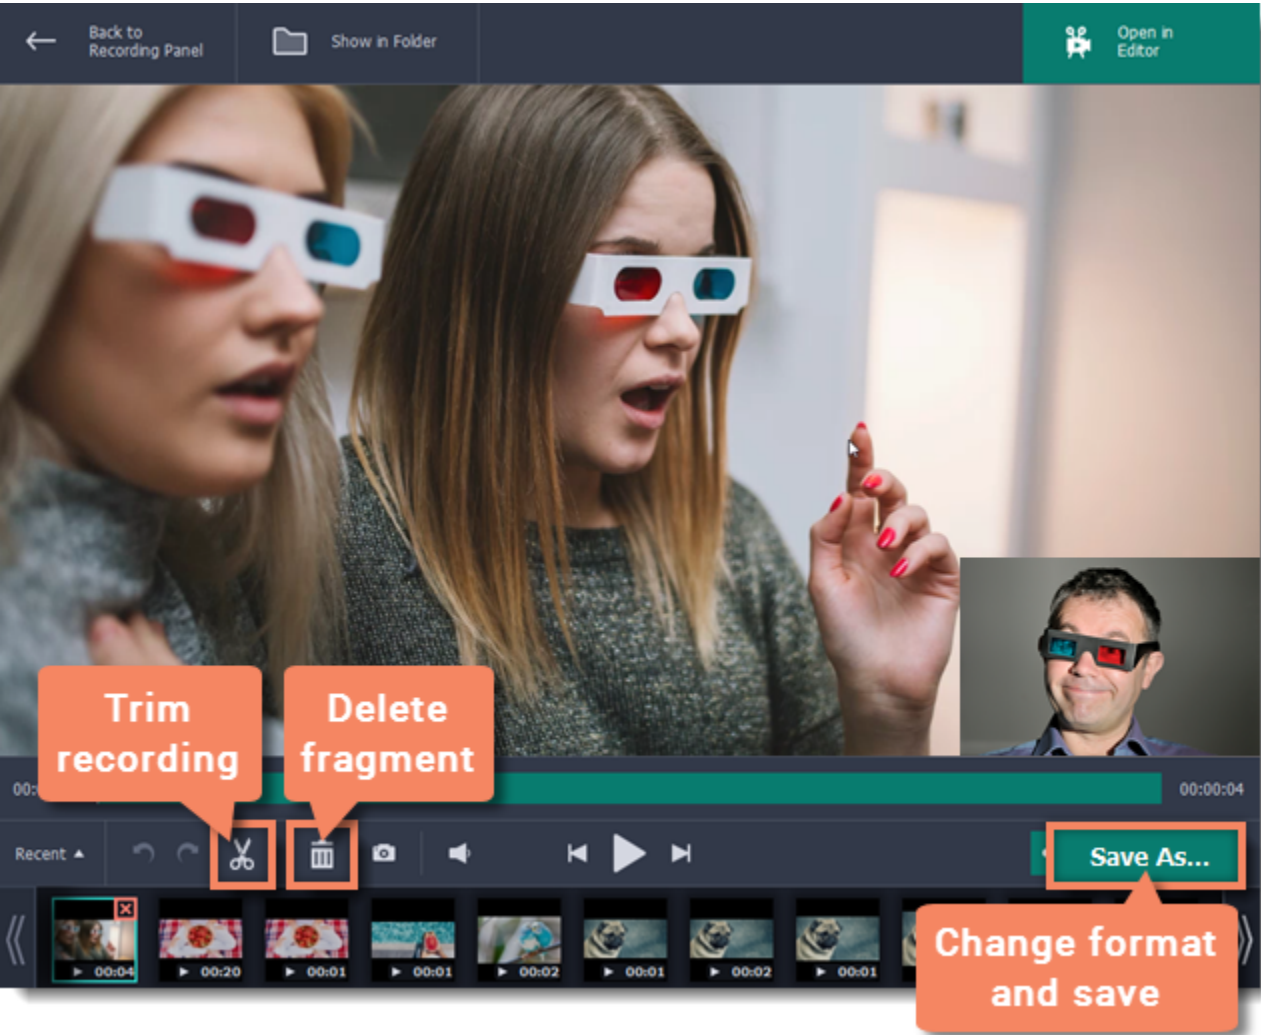 Back to
Recording Panel
Show in Folder
Open in
Editor
Trim
recording
Delete
fragment
00:00:04
Recent
Save As...
00:04
00:20
00:01
00:01
00:02
00:01
00:02
00:01
Change format
and save